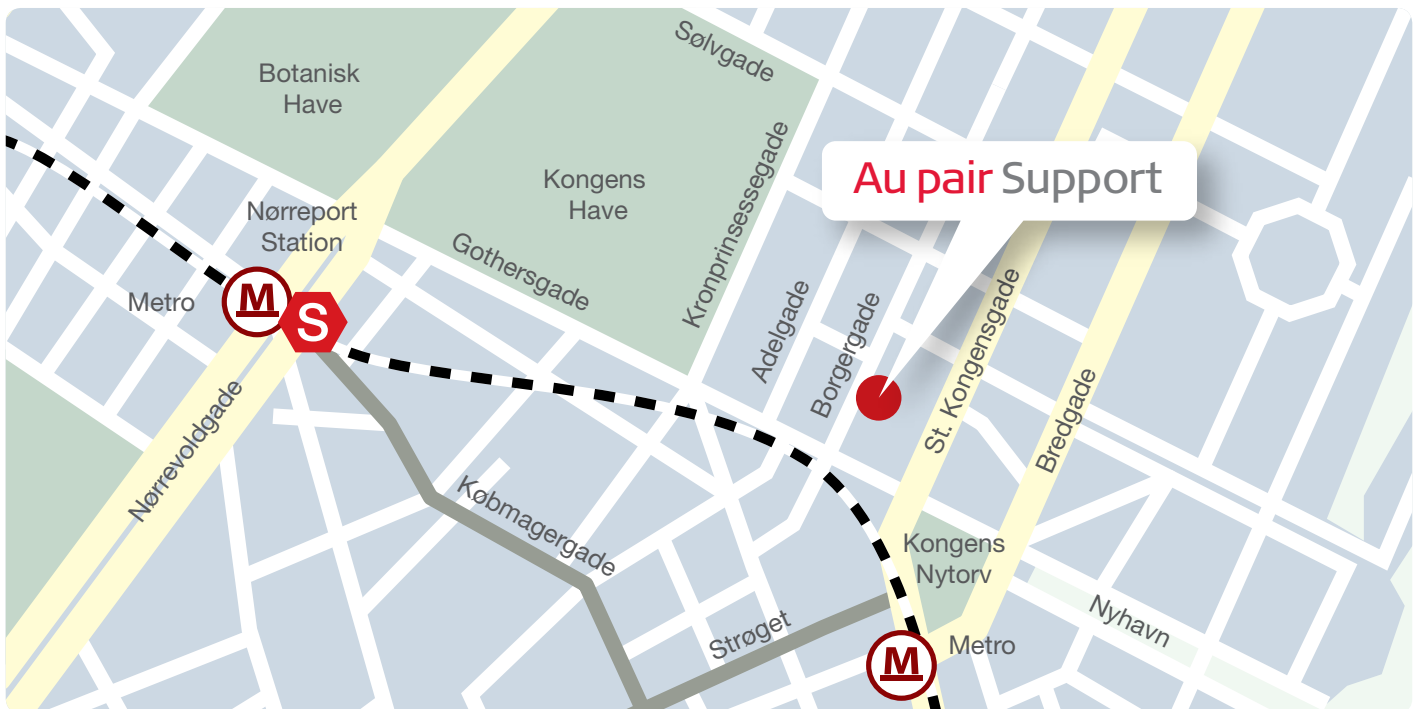 Sølvgade
Botanisk
Have
Kongens
Have
Kronprinsessegade
Au pair Support
Nørreport
Station
Gothersgade
Metro
M
S
Adelgade
Borgergade
St. Kongensgade
Bredgade
Nørrevoldgade
Købmagergade
Kongens
Nytorv
Nyhavn
Strøget
Metro
M